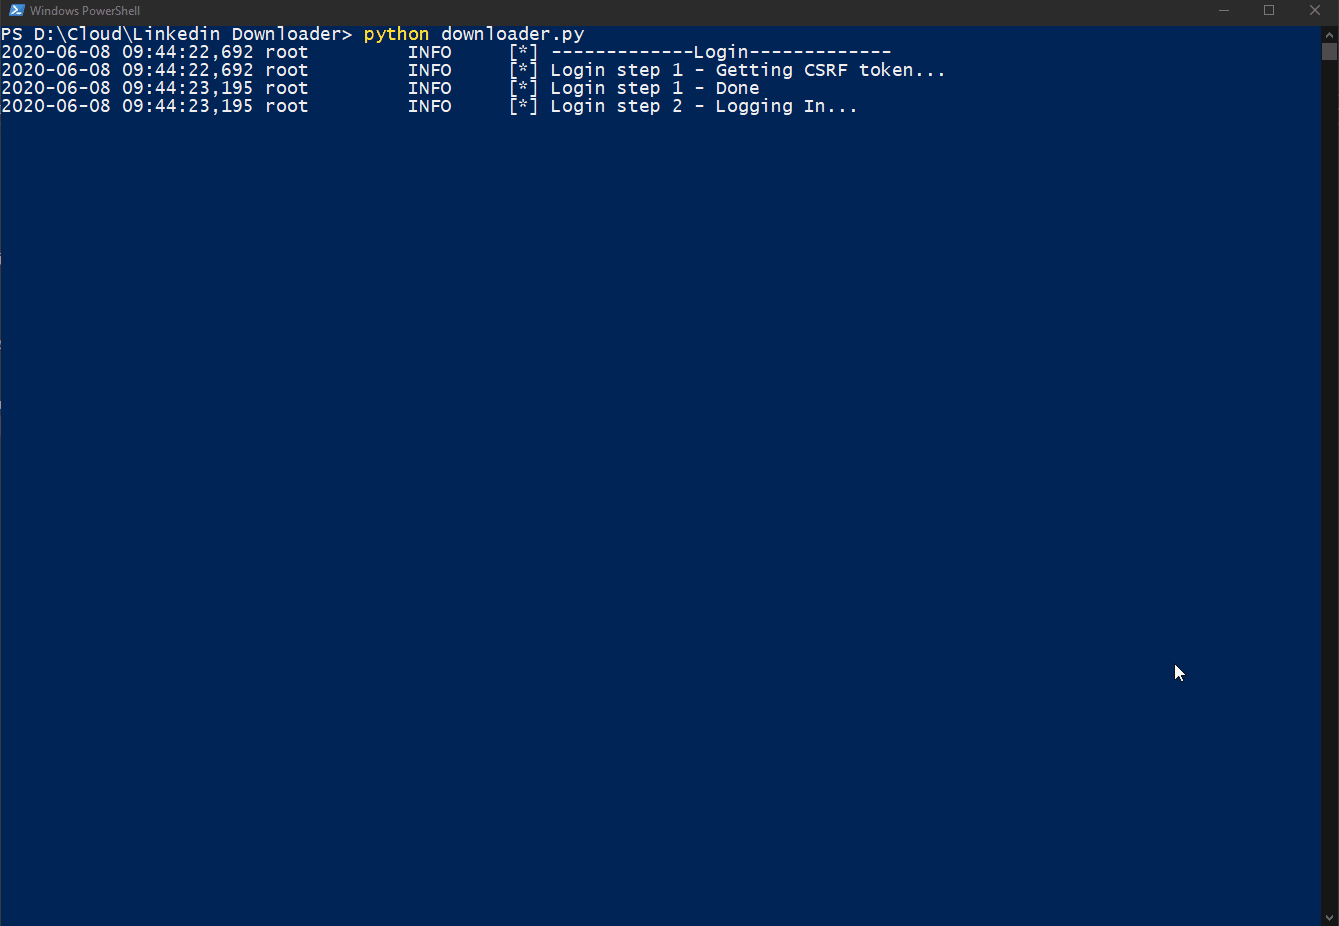 Windows PowerShell
PS D:\Cloud\Linkedin Downloader> python downloader.py
2020-06-08 09:44:22,692 root         INFO     [*] -------------Login-------------
2020-06-08 09:44:22,692 root         INFO     [*] Login step 1 - Getting CSRF token...
2020-06-08 09:44:23,195 root         INFO     [*] Login step 1 - Done
2020-06-08 09:44:23,195 root         INFO     [*] Login step 2 - Logging In...